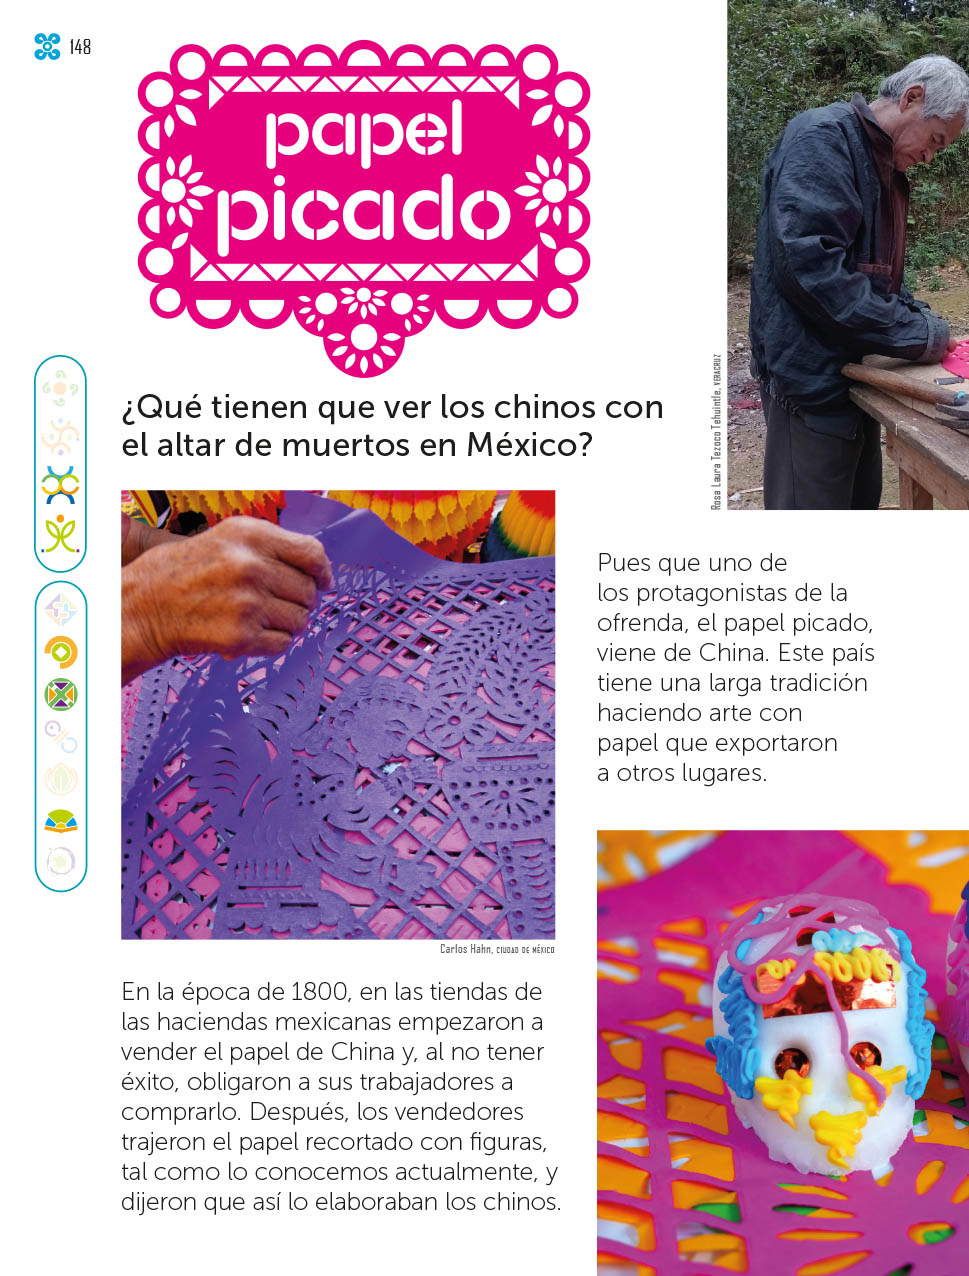 148
papel
picado
¿Qué tienen que ver los chinos con
el altar de muertos en México?
Rosa Laura Tezoco Tehuintle, VERACRUZ
Pues que uno de
los protagonistas de la
ofrenda, el papel picado,
viene de China. Este país
tiene una larga tradición
haciendo arte con
papel que exportaron
a otros lugares.
Carlos Hahn, CIUDAD DE MÉXICO
En la época de 1800, en las tiendas de
las haciendas mexicanas empezaron a
vender el papel de China y, al no tener
éxito, obligaron a sus trabajadores a
comprarlo. Después, los vendedores
trajeron el papel recortado con figuras,
tal como lo conocemos actualmente, y
dijeron que así lo elaboraban los chinos.